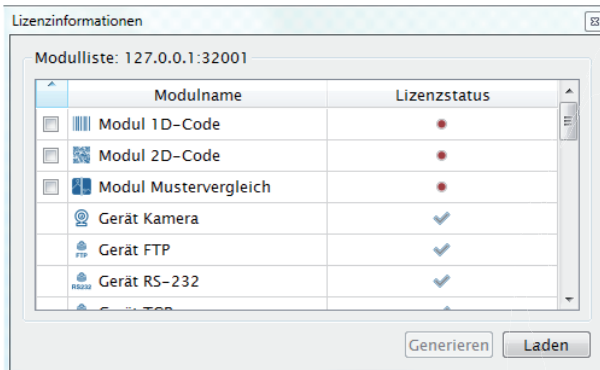 Lizenzinformationen
Modulliste: 127.0.0.1:32001
Modulname Lizenzstatus
Modul 1D-Code
Modul 2D-Code
Modul Mustervergleich
Gerät Kamera
FTP Gerät FTP
RS232 Gerät RS-232
Generieren Laden